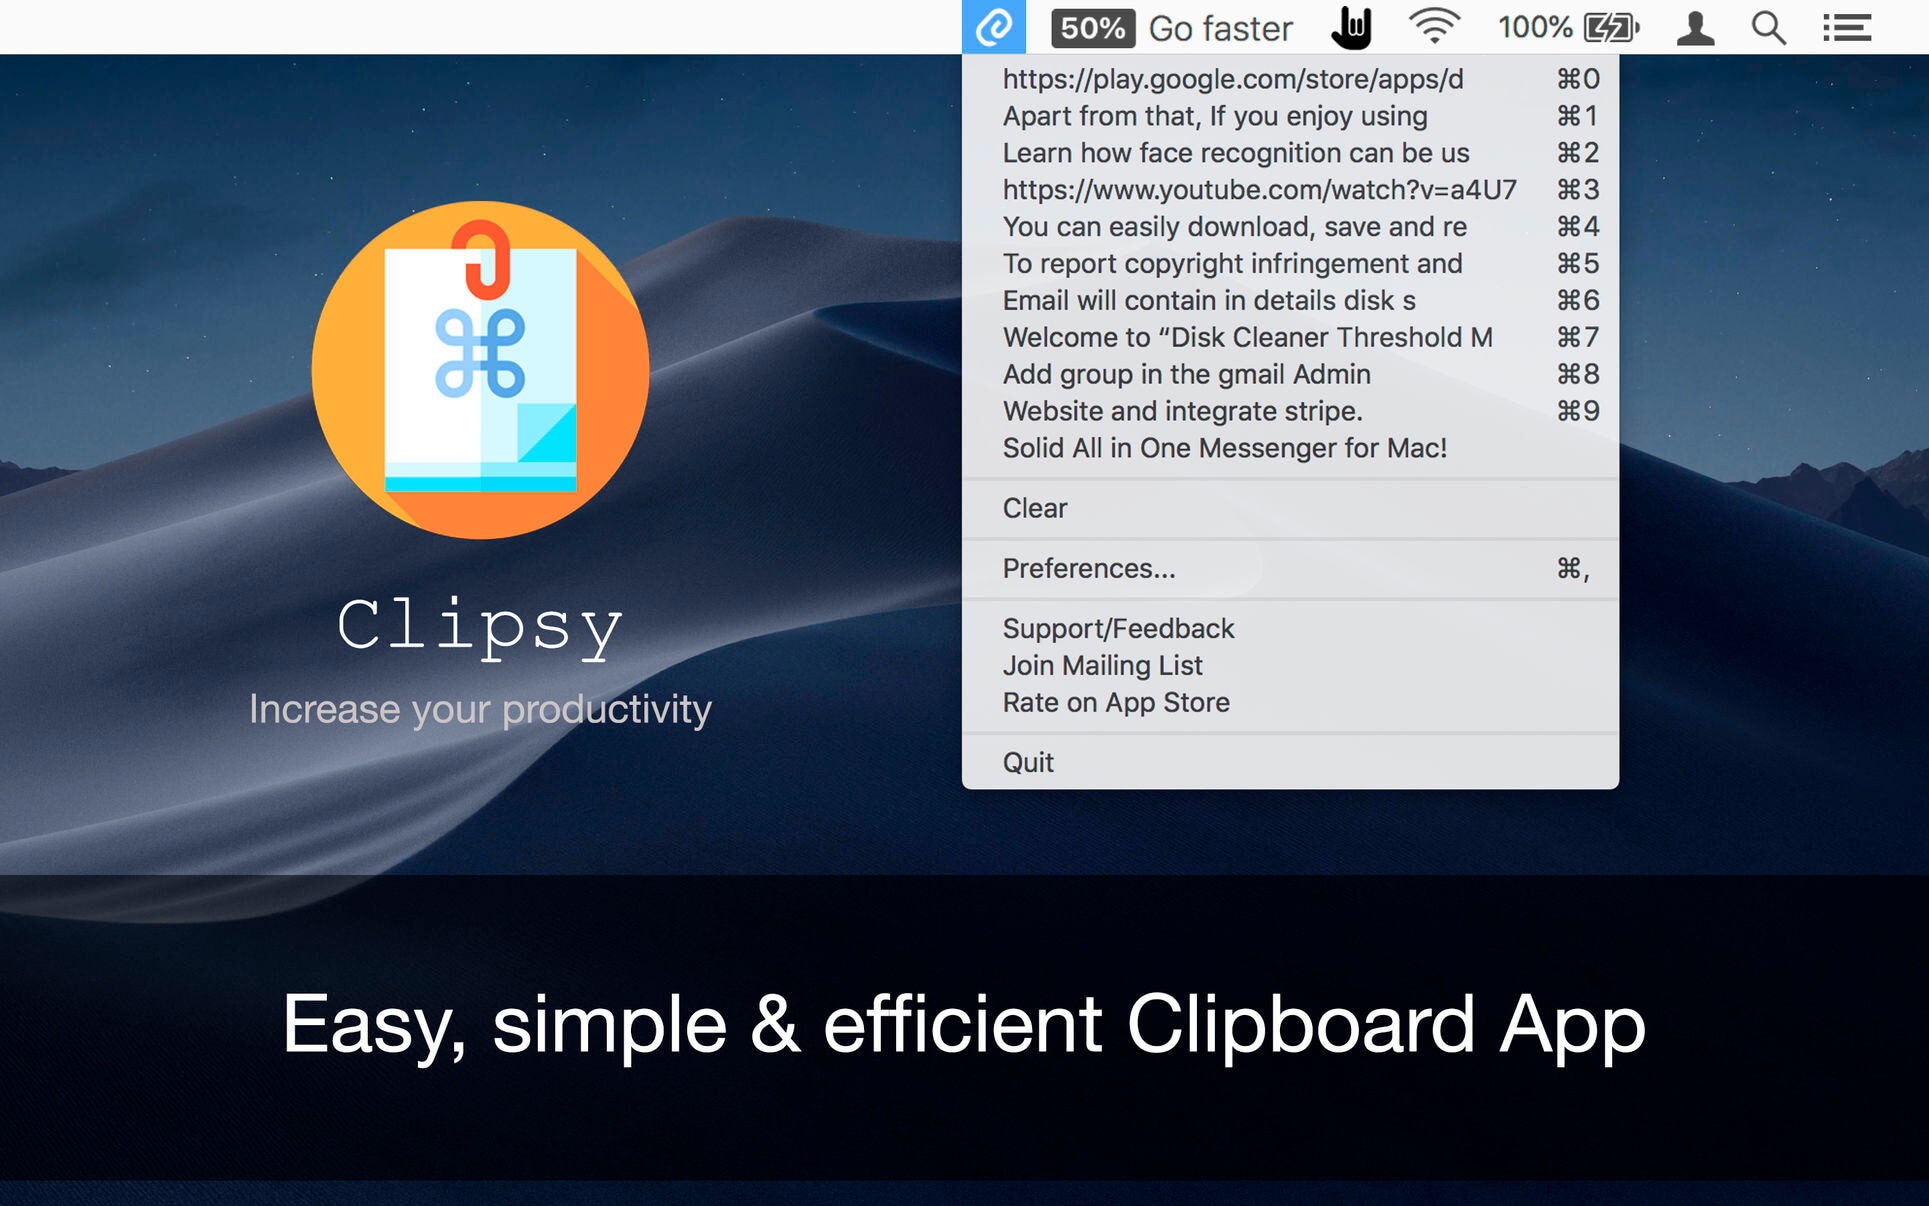 50% Go faster 100%
https://play.google.com/store/apps/d ⌘0
Apart from that, If you enjoy using ⌘1
Learn how face recognition can be us ⌘2
https://www.youtube.com/watch?v=a4U7 ⌘3
You can easily download, save and re ⌘4
To report copyright infringement and ⌘5
Email will contain in details disk s ⌘6
Welcome to “Disk Cleaner Threshold M ⌘7
Add group in the gmail Admin ⌘8
Website and integrate stripe. ⌘9
Solid All in One Messenger for Mac!
Clear
Preferences... ⌘,
Support/Feedback
Join Mailing List
Rate on App Store
Quit
⌘
Clipsy
Increase your productivity
Easy, simple & efficient Clipboard App